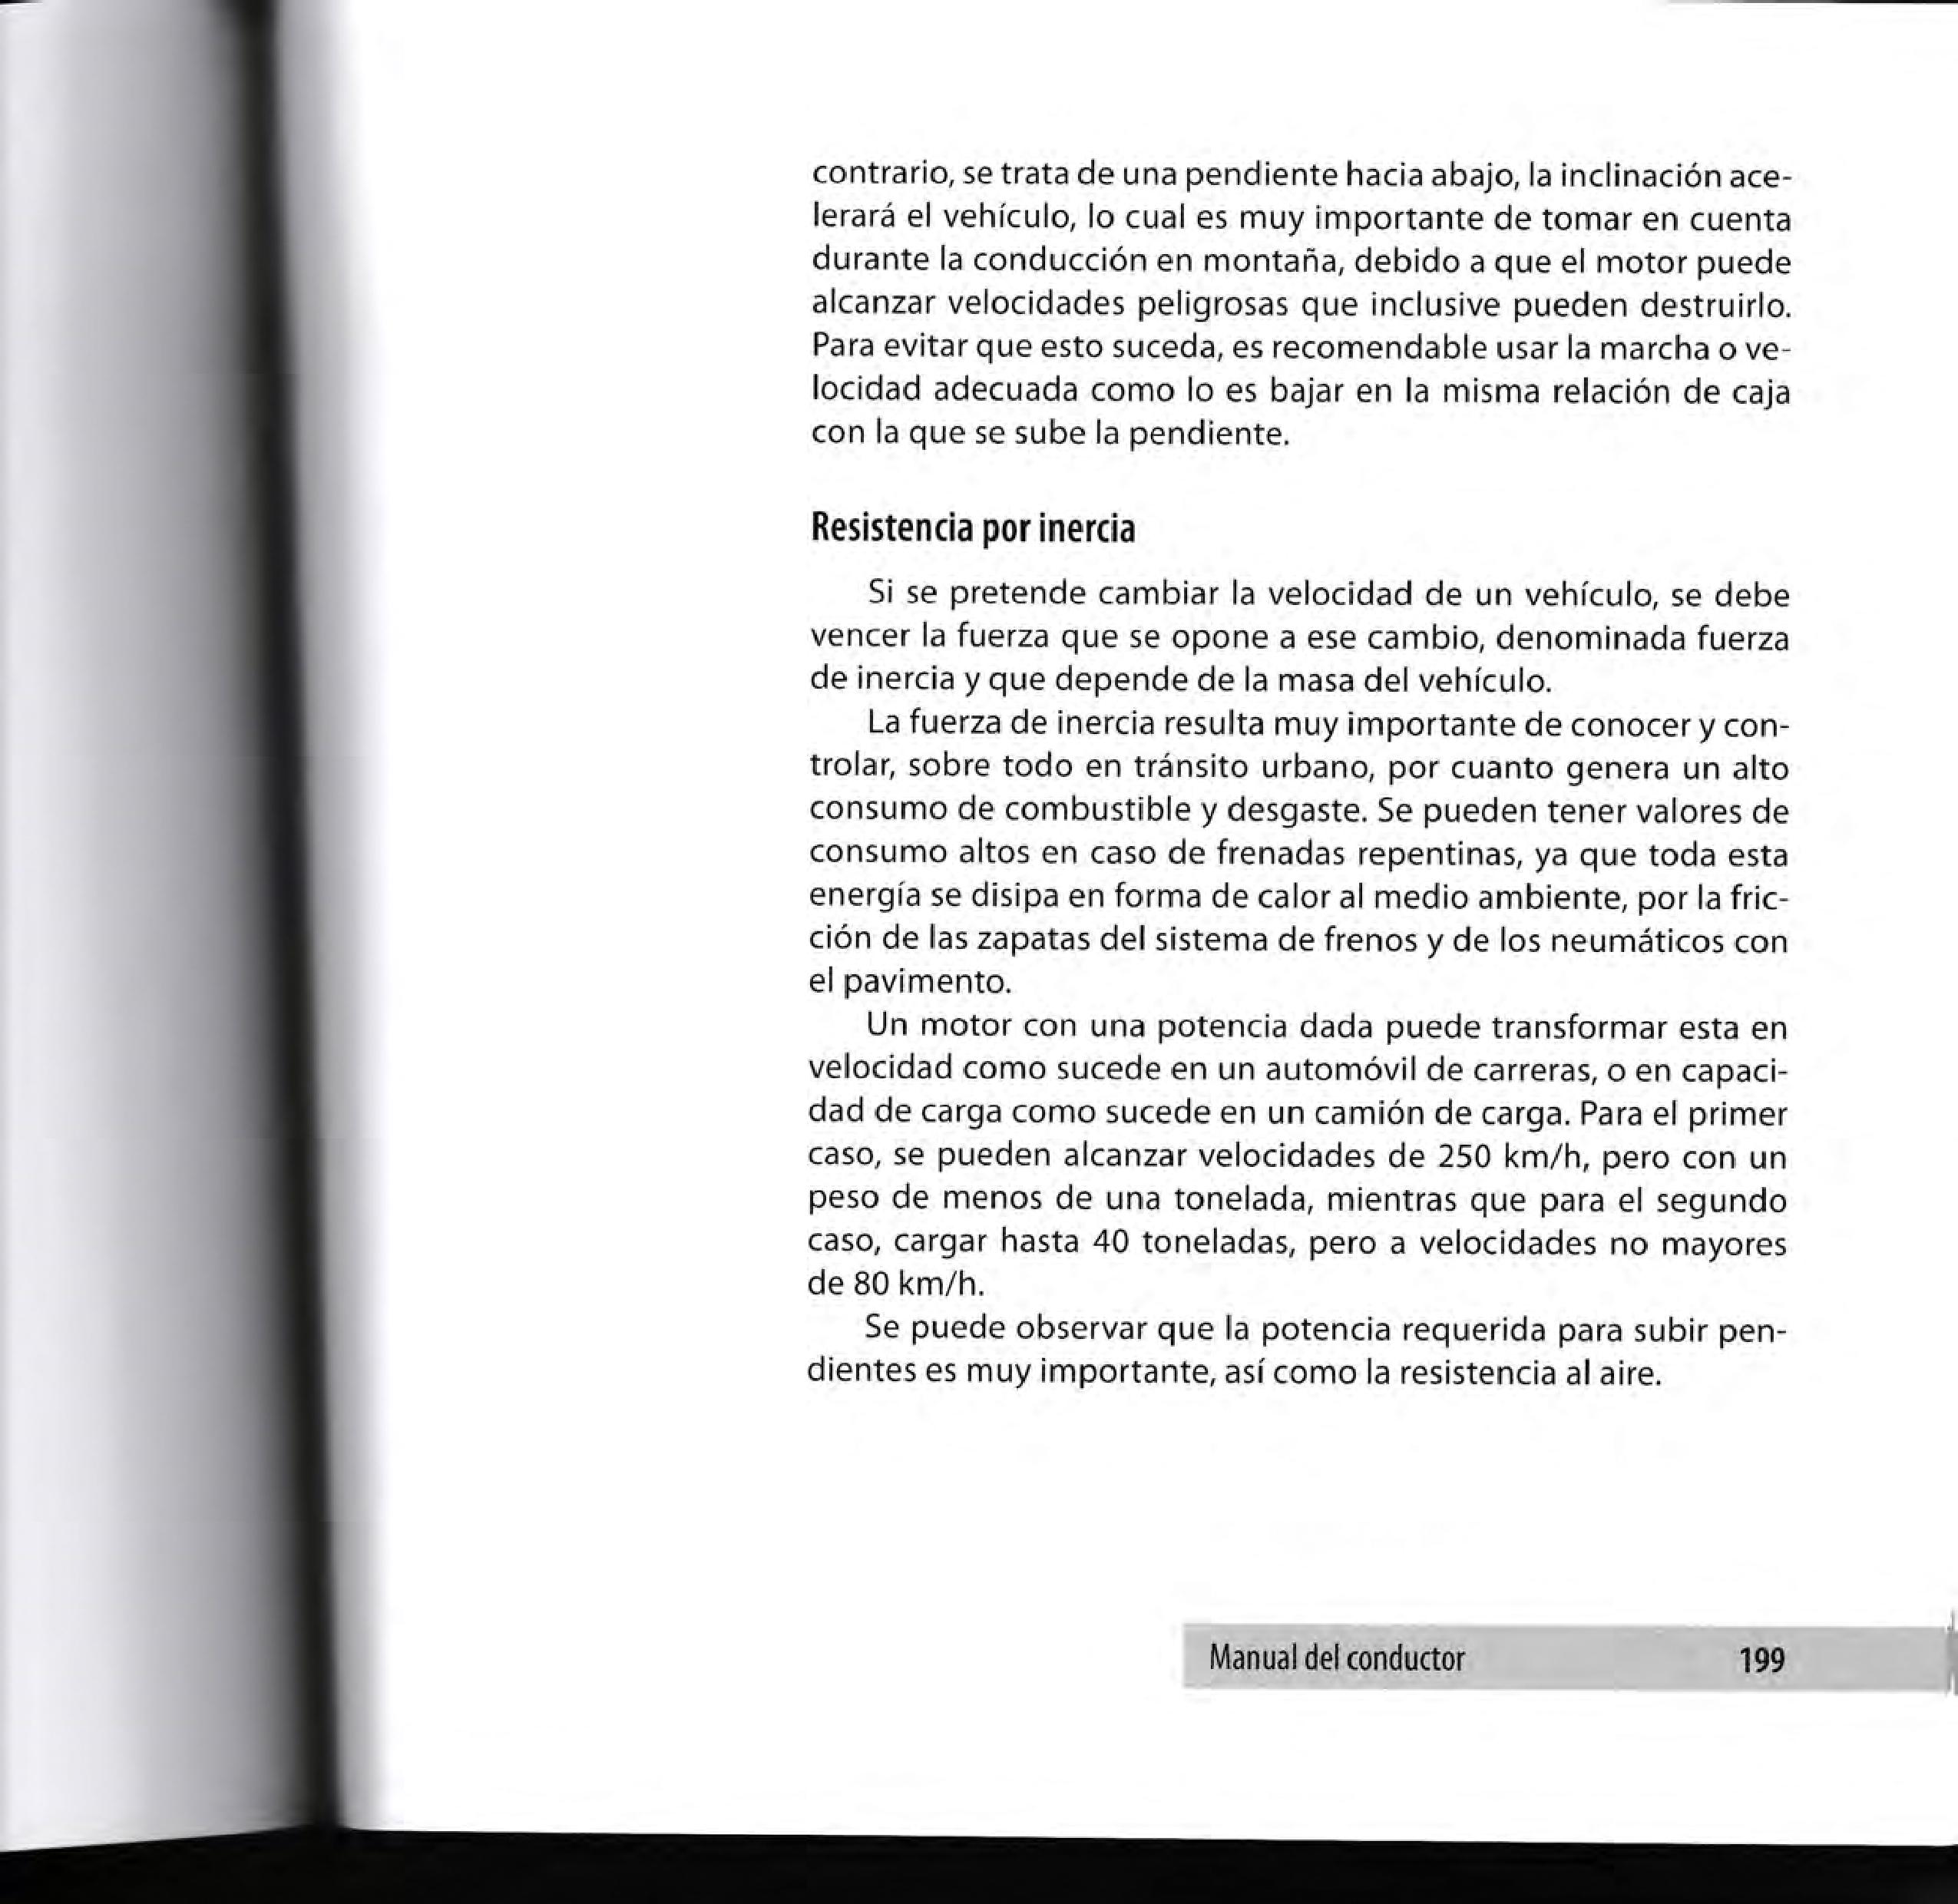 contrario, se trata de una pendiente hacia abajo, la inclinación ace-
lerará el vehículo, lo cual es muy importante de tomar en cuenta
durante la conducción en montaña, debido a que el motor puede
alcanzar velocidades peligrosas que inclusive pueden destruirlo.
Para evitar que esto suceda, es recomendable usar la marcha o ve-
locidad adecuada como lo es bajar en la misma relación de caja
con la que se sube la pendiente.
Resistencia por inercia
Si se pretende cambiar la velocidad de un vehículo, se debe
vencer la fuerza que se opone a ese cambio, denominada fuerza
de inercia y que depende de la masa del vehículo.
La fuerza de inercia resulta muy importante de conocer y con-
trolar, sobre todo en tránsito urbano, por cuanto genera un alto
consumo de combustible y desgaste. Se pueden tener valores de
consumo altos en caso de frenadas repentinas, ya que toda esta
energía se disipa en forma de calor al medio ambiente, por la fric-
ción de las zapatas del sistema de frenos y de los neumáticos con
el pavimento.
Un motor con una potencia dada puede transformar esta en
velocidad como sucede en un automóvil de carreras, o en capaci-
dad de carga como sucede en un camión de carga. Para el primer
caso, se pueden alcanzar velocidades de 250 km/h, pero con un
peso de menos de una tonelada, mientras que para el segundo
caso, cargar hasta 40 toneladas, pero a velocidades no mayores
de 80 km/h.
Se puede observar que la potencia requerida para subir pen-
dientes es muy importante, así como la resistencia al aire.
Manual del conductor 199